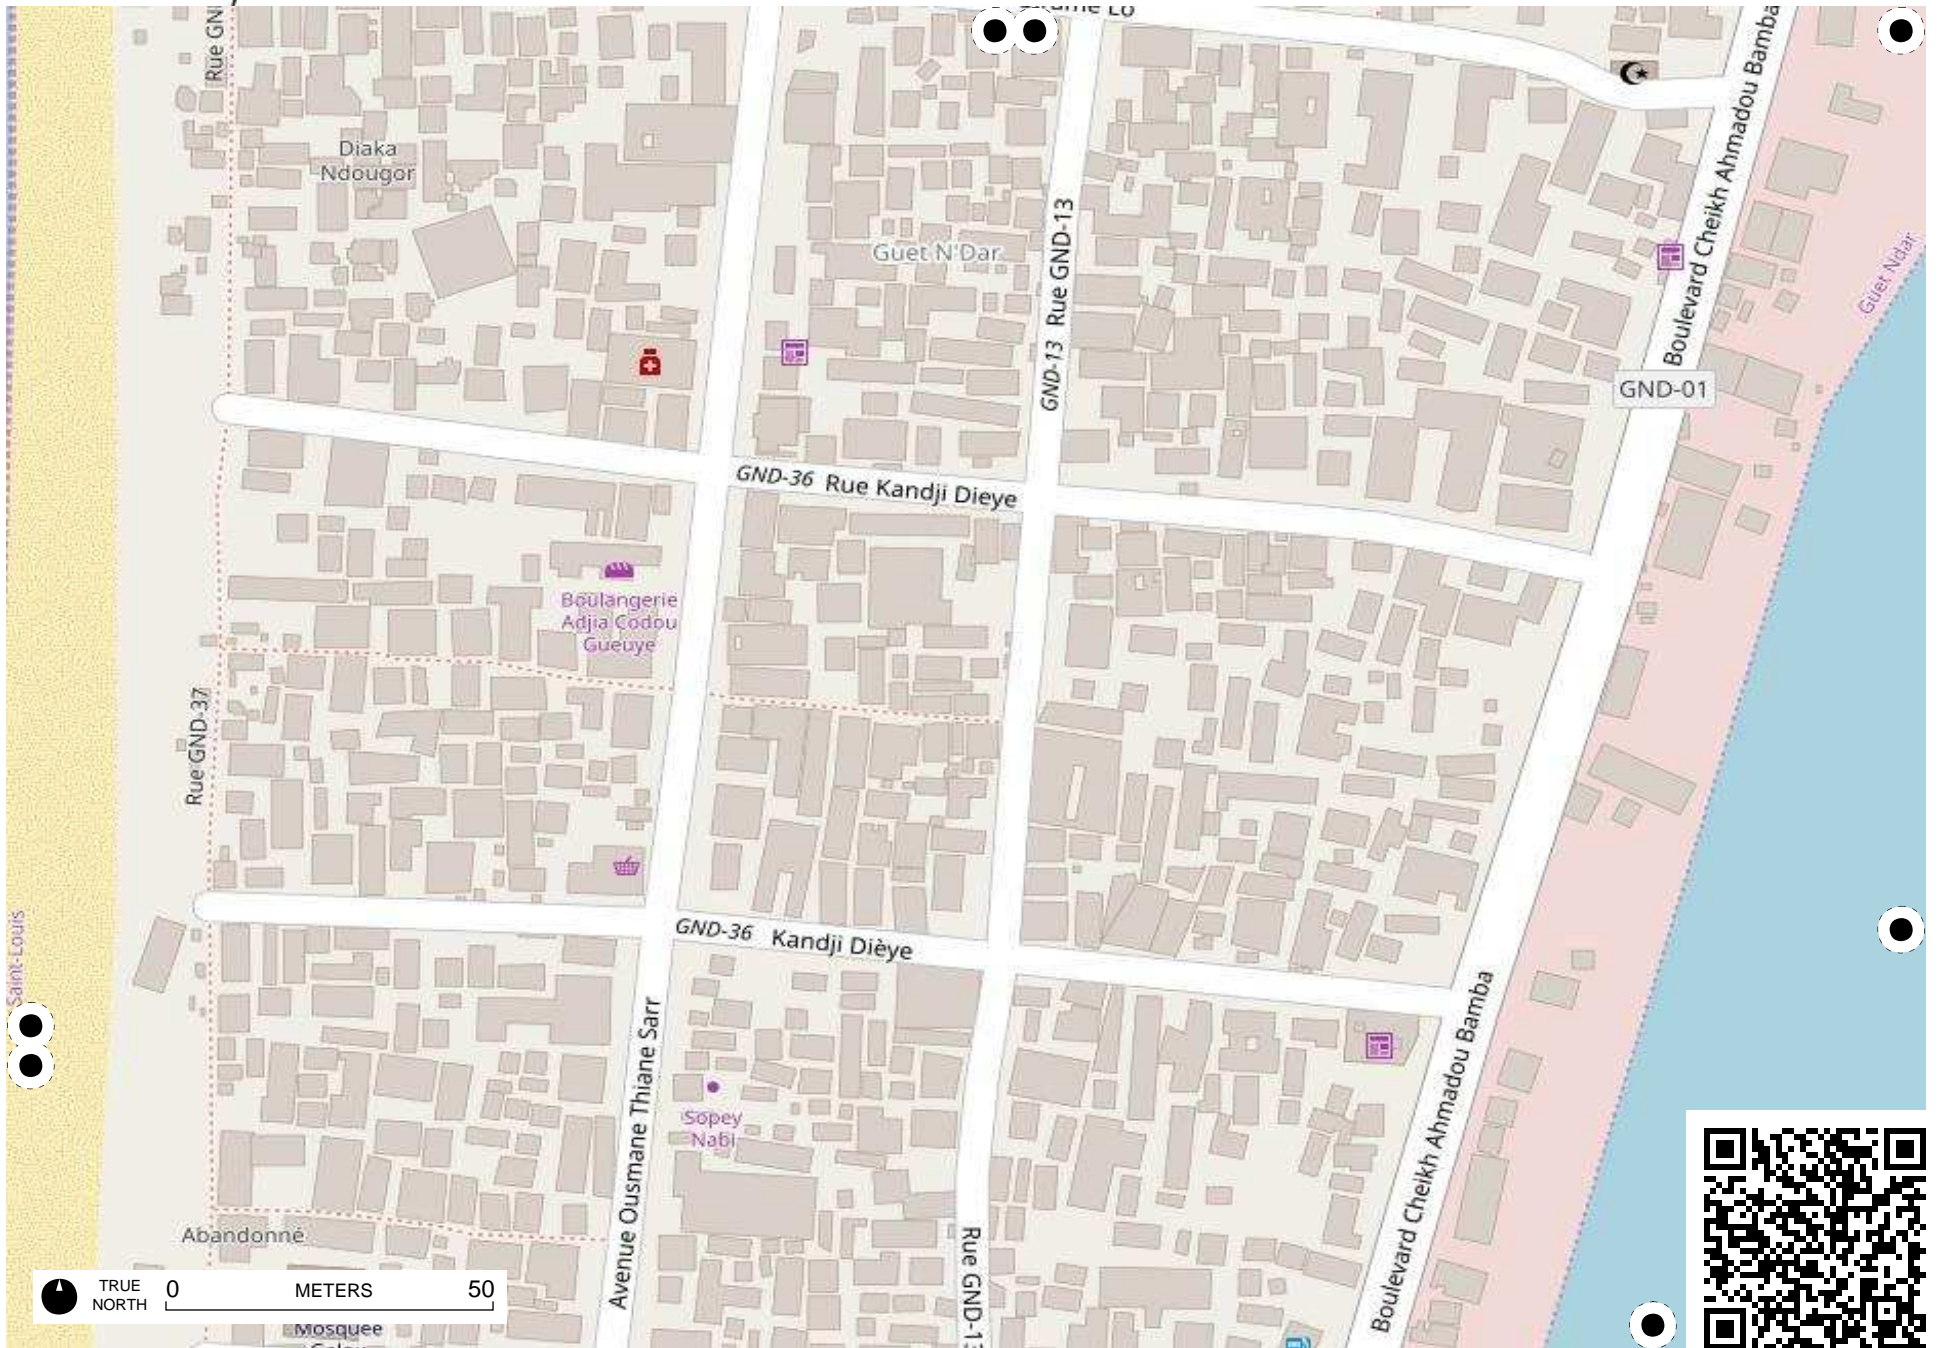 Rue GN
Diaka
Ndougor
Guet N'Dar
GND-13 Rue GND-13
Boulevard Cheikh Ahmadou Bamba
Guet Ndar
GND-01
GND-36 Rue Kandji Dieye
Boulangerie
Adjia Codou
Gueuye
Rue GND-37
Saint-Louis
GND-36 Kandji Dièye
Avenue Ousmane Thiane Sarr
Sopey
Nabi
Boulevard Cheikh Ahmadou Bamba
Rue GND-13
Abandonné
TRUE
NORTH
0 METERS 50
Mosquée